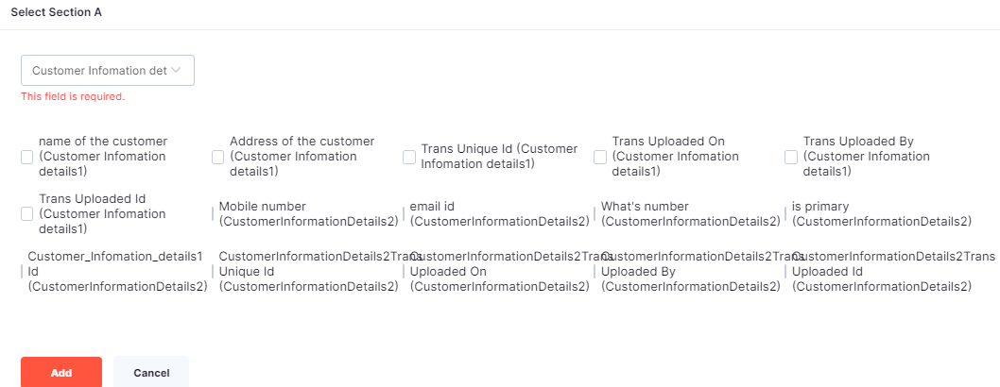 Select Section A
Customer Infomation det
This field is required.
name of the customer
(Customer Infomation
details1)
Address of the customer
(Customer Infomation
details1)
Trans Unique Id (Customer
Infomation details1)
Trans Uploaded On
(Customer Infomation
details1)
Trans Uploaded By
(Customer Infomation
details1)
Trans Uploaded Id
(Customer Infomation
details1)
Mobile number
(CustomerInformationDetails2)
email id
(CustomerInformationDetails2)
What's number
(CustomerInformationDetails2)
is primary
(CustomerInformationDetails2)
Customer_Infomation_details1
Id
(CustomerInformationDetails2)
CustomerInformationDetails2Trans
Unique Id
(CustomerInformationDetails2)
CustomerInformationDetails2Trans
Uploaded On
(CustomerInformationDetails2)
CustomerInformationDetails2Trans
Uploaded By
(CustomerInformationDetails2)
CustomerInformationDetails2Trans
Uploaded Id
(CustomerInformationDetails2)
Add
Cancel